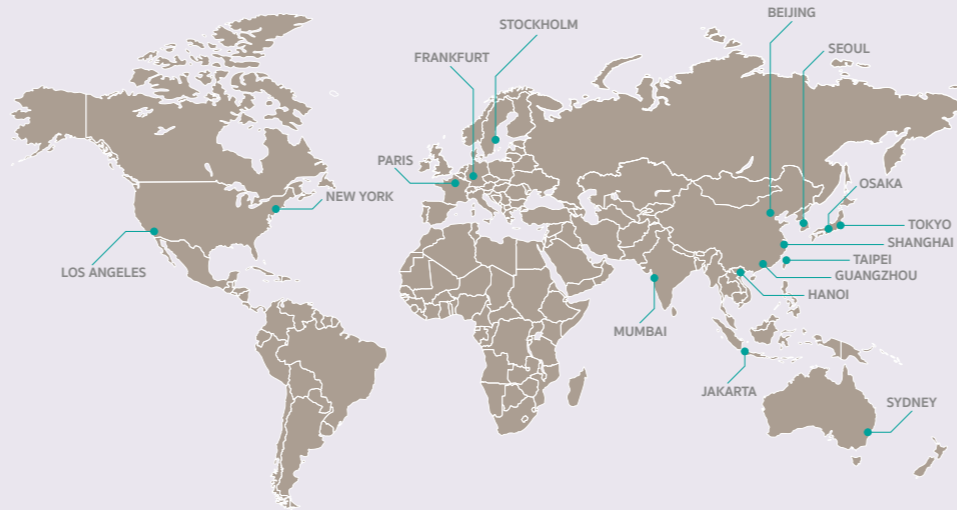 BEIJING
STOCKHOLM
SEOUL
FRANKFURT
PARIS
OSAKA
NEW YORK
TOKYO
SHANGHAI
LOS ANGELES
TAIPEI
GUANGZHOU
HANOI
MUMBAI
JAKARTA
SYDNEY